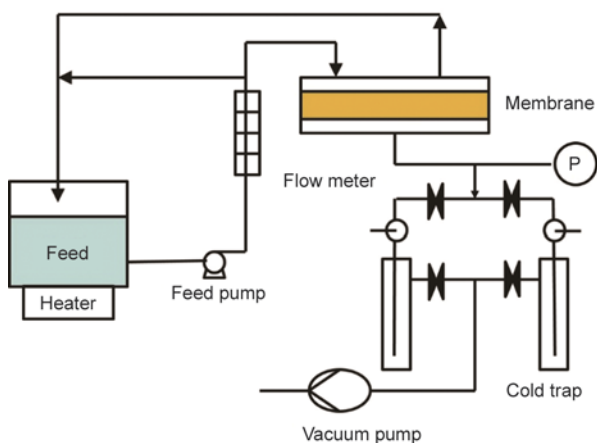 Membrane
P
Flow meter
Feed
Feed pump
Heater
Cold trap
Vacuum pump